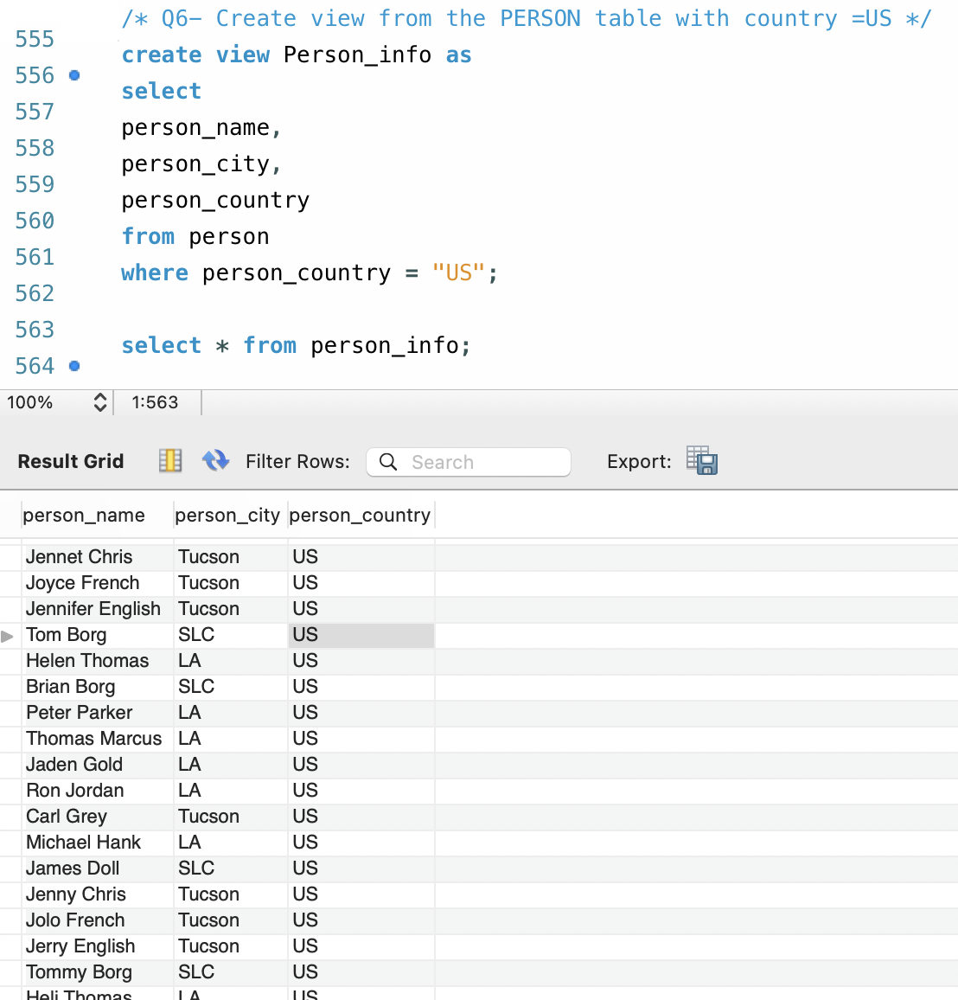 /* Q6- Create view from the PERSON table with country =US */
555
create view Person_info as
556
select
557
person_name,
558
person_city,
559
person_country
560
from person
561
where person_country = "US";
562
563
select * from person_info;
564
100% 1:563
Result Grid Filter Rows: Search Export:
person_name person_city person_country
Jennet Chris Tucson US
Joyce French Tucson US
Jennifer English Tucson US
Tom Borg SLC US
Helen Thomas LA US
Brian Borg SLC US
Peter Parker LA US
Thomas Marcus LA US
Jaden Gold LA US
Ron Jordan LA US
Carl Grey Tucson US
Michael Hank LA US
James Doll SLC US
Jenny Chris Tucson US
Jolo French Tucson US
Jerry English Tucson US
Tommy Borg SLC US
Heli Thomas LA US